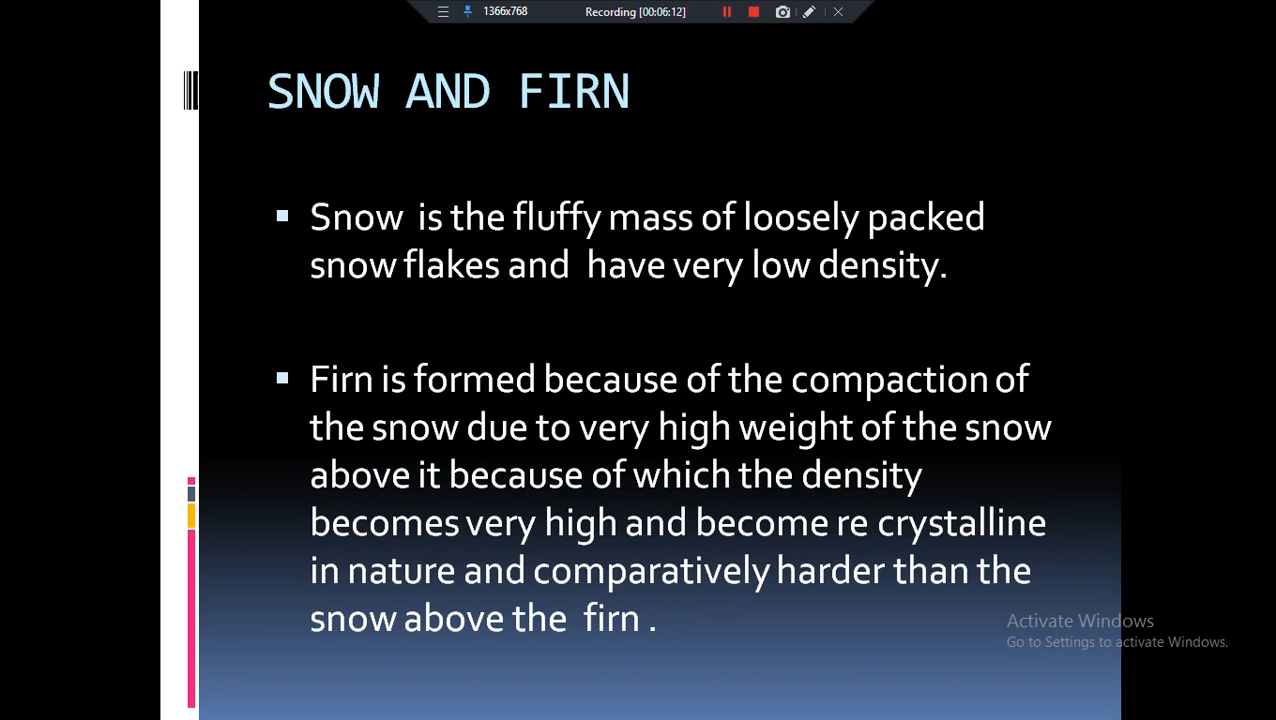 1366x768 Recording [00:06:12]
SNOW AND FIRN
▪ Snow is the fluffy mass of loosely packed
snow flakes and have very low density.
▪ Firn is formed because of the compaction of
the snow due to very high weight of the snow
above it because of which the density
becomes very high and become re crystalline
in nature and comparatively harder than the
snow above the firn .
Activate Windows
Go to Settings to activate Windows.